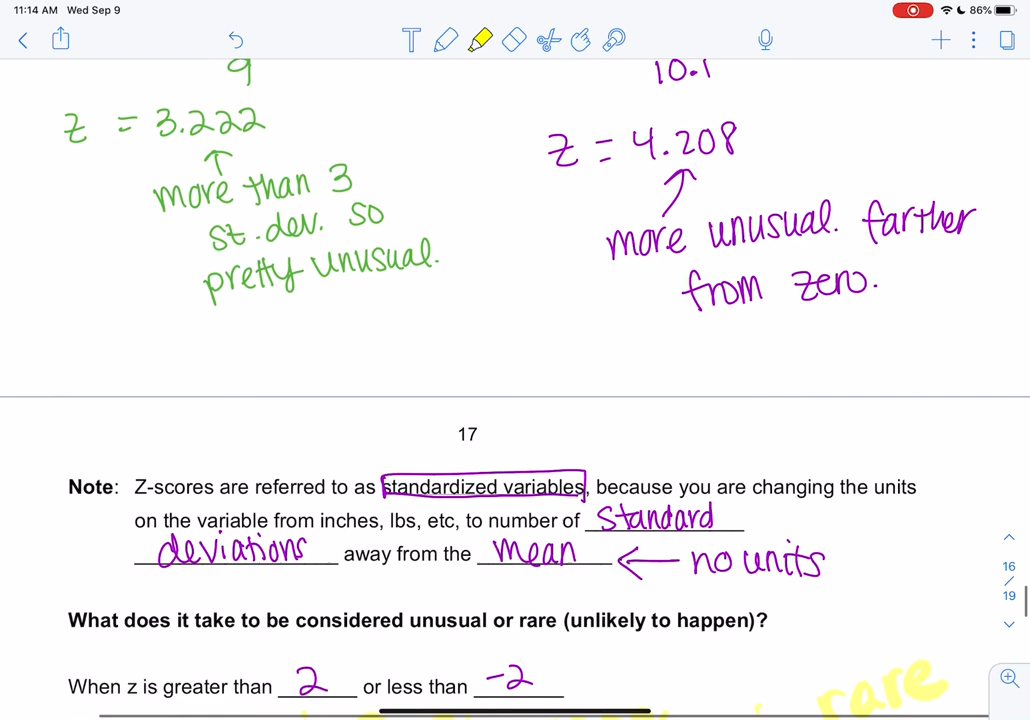 11:14 AM Wed Sep 9
86%
T
9
10.1
z = 3.222
z = 4.208
more than 3
st. dev. so
pretty unusual.
more unusual. farther
from zero.
17
Note: Z-scores are referred to as standardized variables, because you are changing the units
on the variable from inches, lbs, etc, to number of standard
deviations away from the mean ← no units
16
/
19
What does it take to be considered unusual or rare (unlikely to happen)?
When z is greater than 2 or less than -2
rare